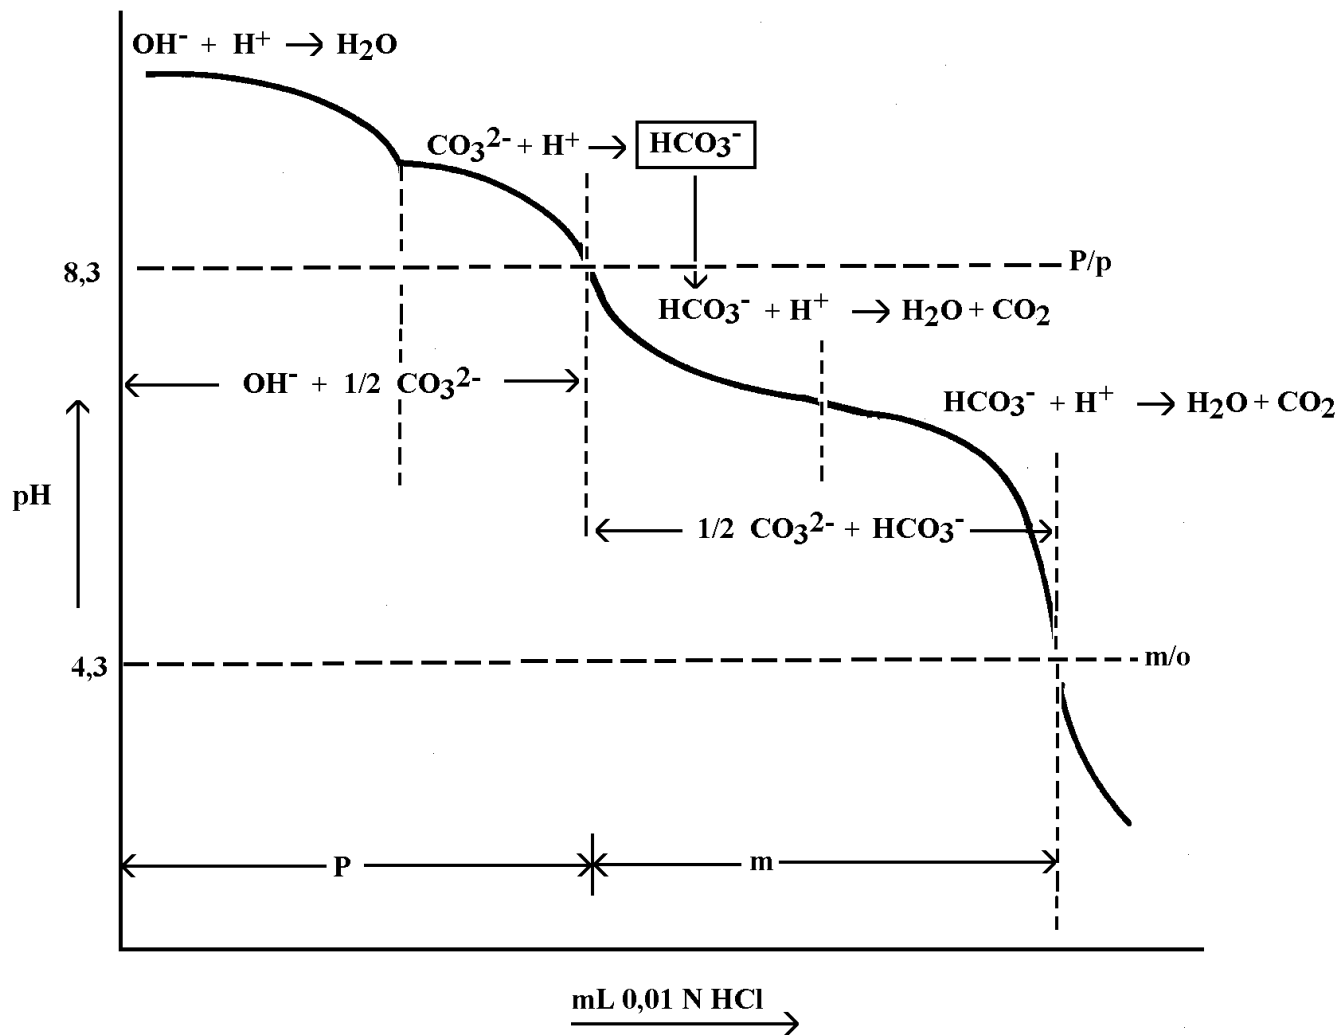 OH⁻ + H⁺ → H₂O
CO₃²⁻ + H⁺ → HCO₃⁻
8,3
P/p
HCO₃⁻ + H⁺ → H₂O + CO₂
OH⁻ + 1/2 CO₃²⁻
HCO₃⁻ + H⁺ → H₂O + CO₂
pH
1/2 CO₃²⁻ + HCO₃⁻
4,3
m/o
P
m
mL 0,01 N HCl